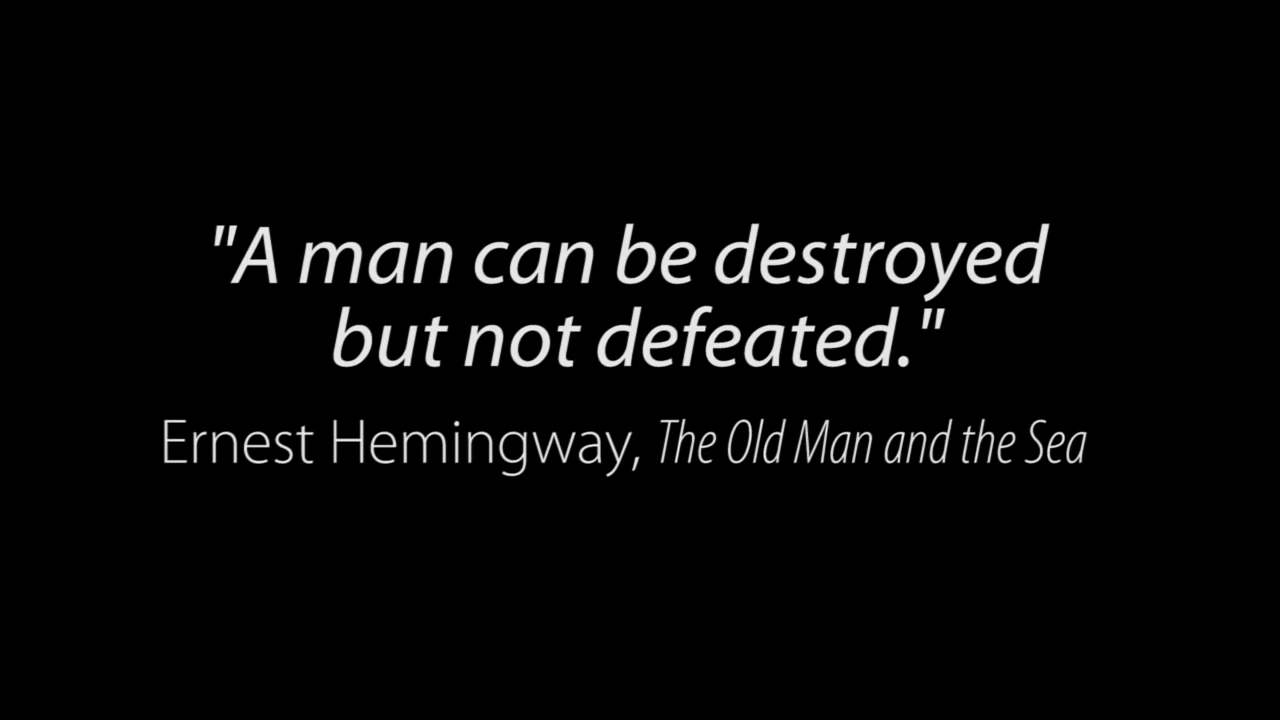 "A man can be destroyed
but not defeated."
Ernest Hemingway, The Old Man and the Sea